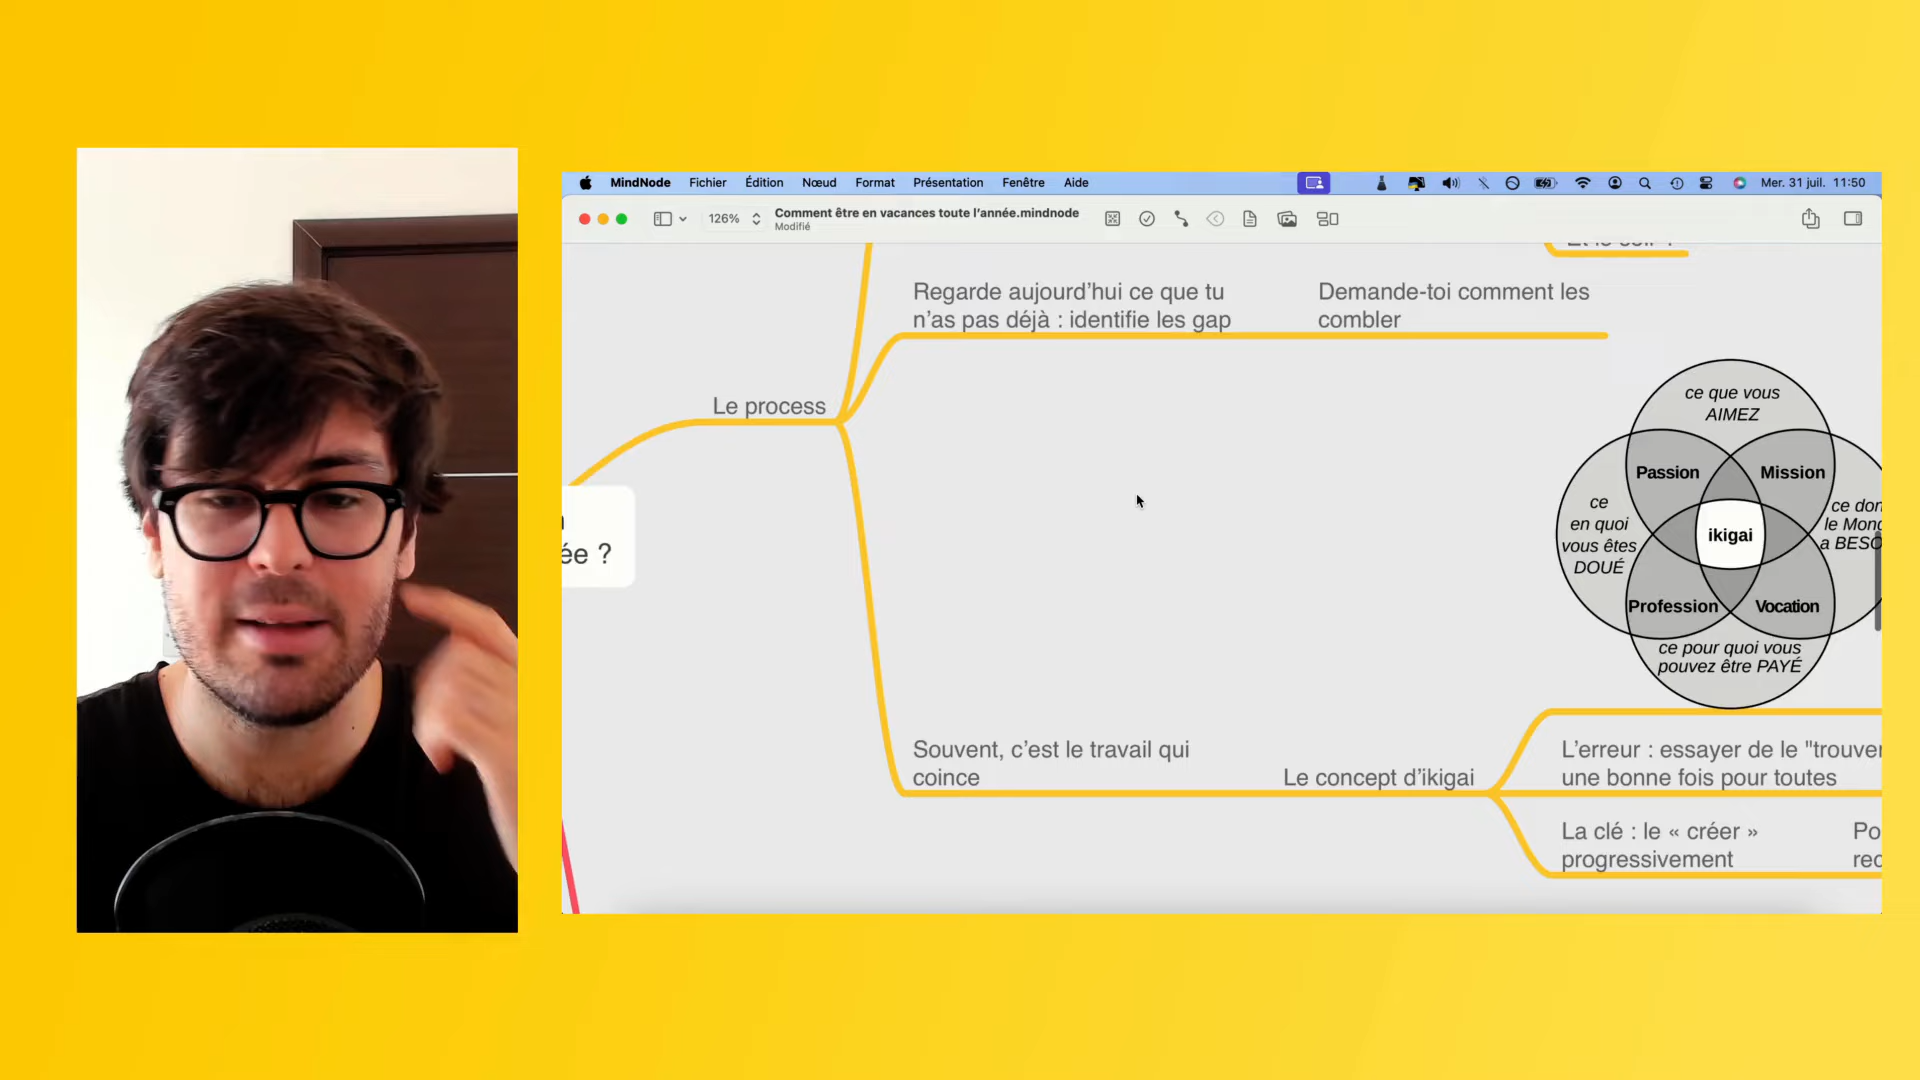 MindNode Fichier Édition Nœud Format Présentation Fenêtre Aide Mer. 31 juil. 11:50
126% Comment être en vacances toute l'année.mindnode
Modifié
Regarde aujourd'hui ce que tu
n'as pas déjà : identifie les gap
Demande-toi comment les
combler
Le process
ée ?
ce que vous
AIMEZ
Passion
Mission
ce
en quoi
vous êtes
DOUÉ
ikigai
le
a
Profession
Vocation
ce pour quoi vous
pouvez être PAYÉ
Souvent, c'est le travail qui
coince
Le concept d'ikigai
L'erreur : essayer de le "trouver
une bonne fois pour toutes
La clé : le « créer »
progressivement